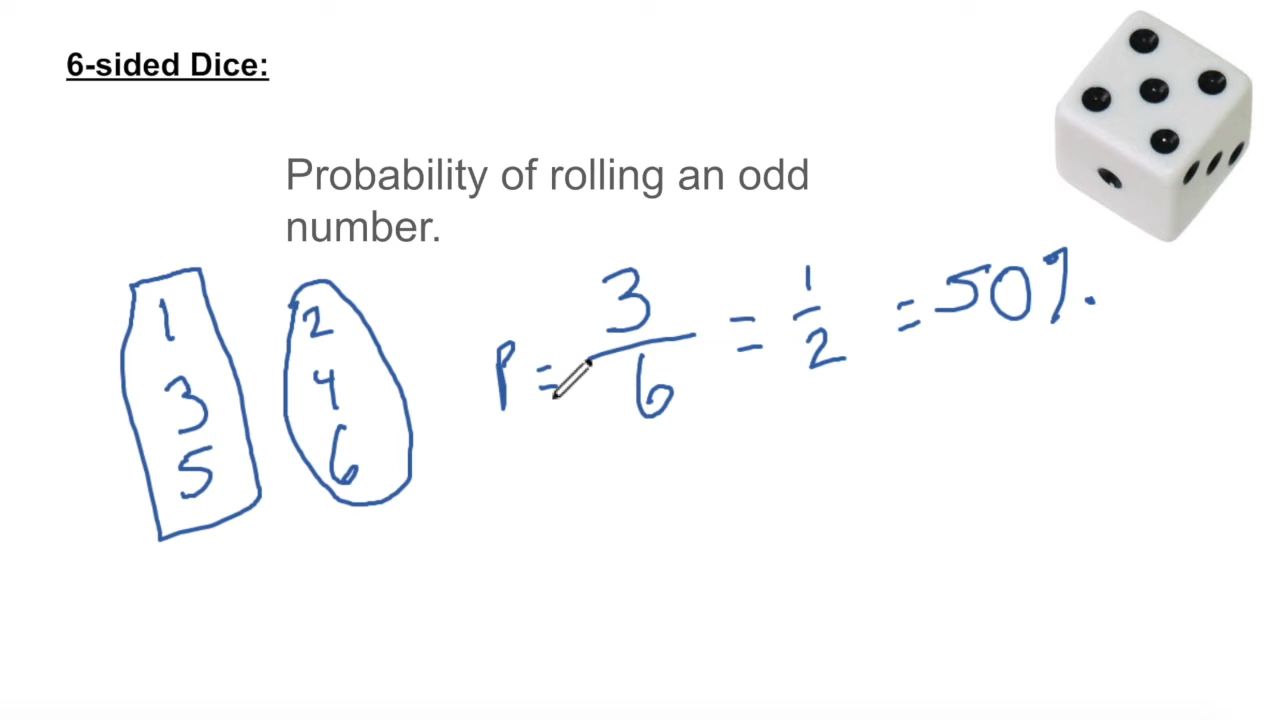 6-sided Dice:
Probability of rolling an odd
number.
1
3
5
2
4
6
P = 3/6 = 1/2 = 50%.